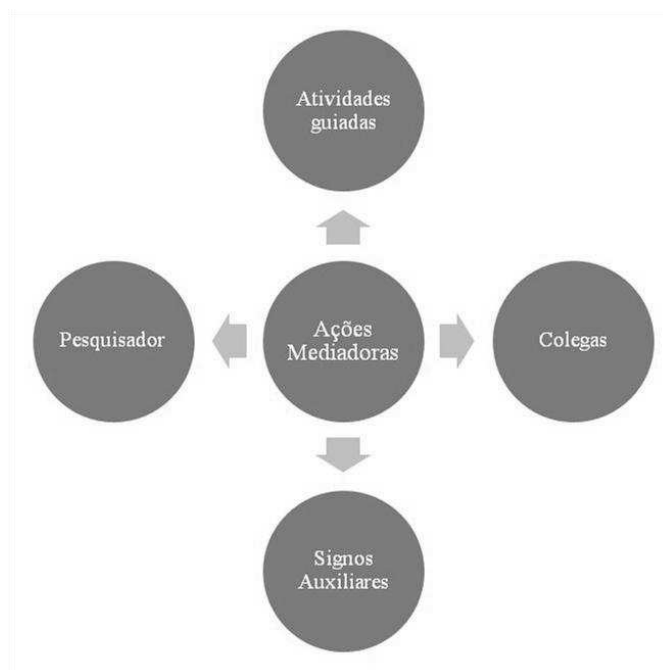 Atividades
guiadas
Pesquisador
Ações
Mediadoras
Colegas
Signos
Auxiliares